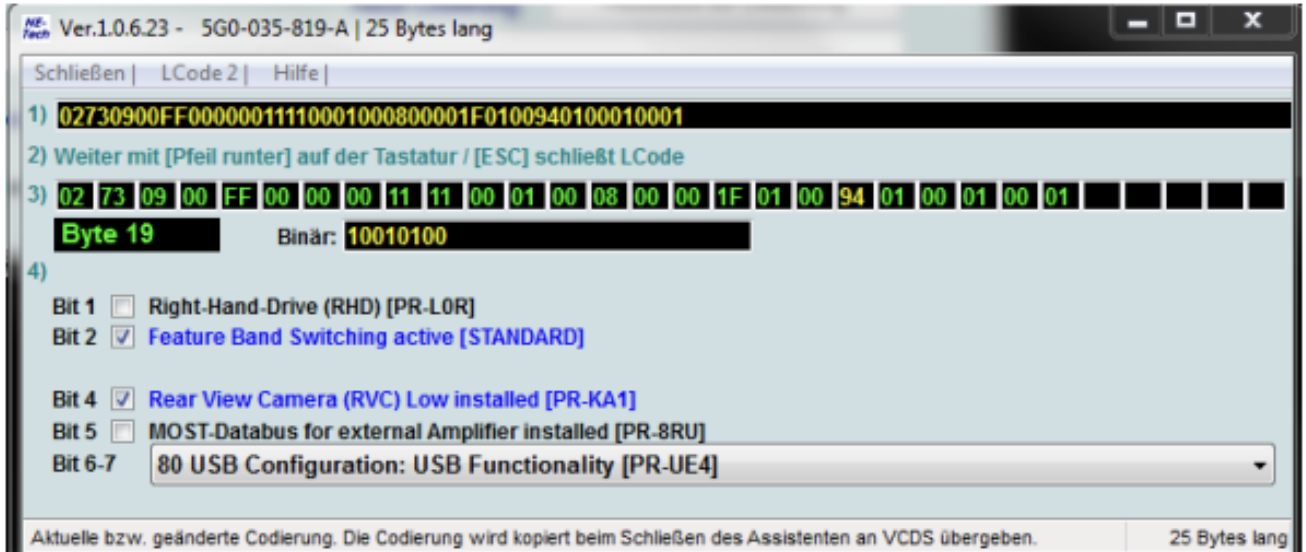 NE-Tech Ver.1.0.6.23 - 5G0-035-819-A | 25 Bytes lang
Schließen | LCode 2 | Hilfe |
1) 02730900FF00000011110001000800001F0100940100010001
2) Weiter mit [Pfeil runter] auf der Tastatur / [ESC] schließt LCode
3) 02 73 09 00 FF 00 00 00 11 11 00 01 00 08 00 00 1F 01 00 94 01 00 01 00 01
Byte 19 Binär: 10010100
4)
Bit 1 Right-Hand-Drive (RHD) [PR-L0R]
Bit 2 Feature Band Switching active [STANDARD]
Bit 4 Rear View Camera (RVC) Low installed [PR-KA1]
Bit 5 MOST-Databus for external Amplifier installed [PR-8RU]
Bit 6-7 80 USB Configuration: USB Functionality [PR-UE4]
Aktuelle bzw. geänderte Codierung. Die Codierung wird kopiert beim Schließen des Assistenten an VCDS übergeben. 25 Bytes lang